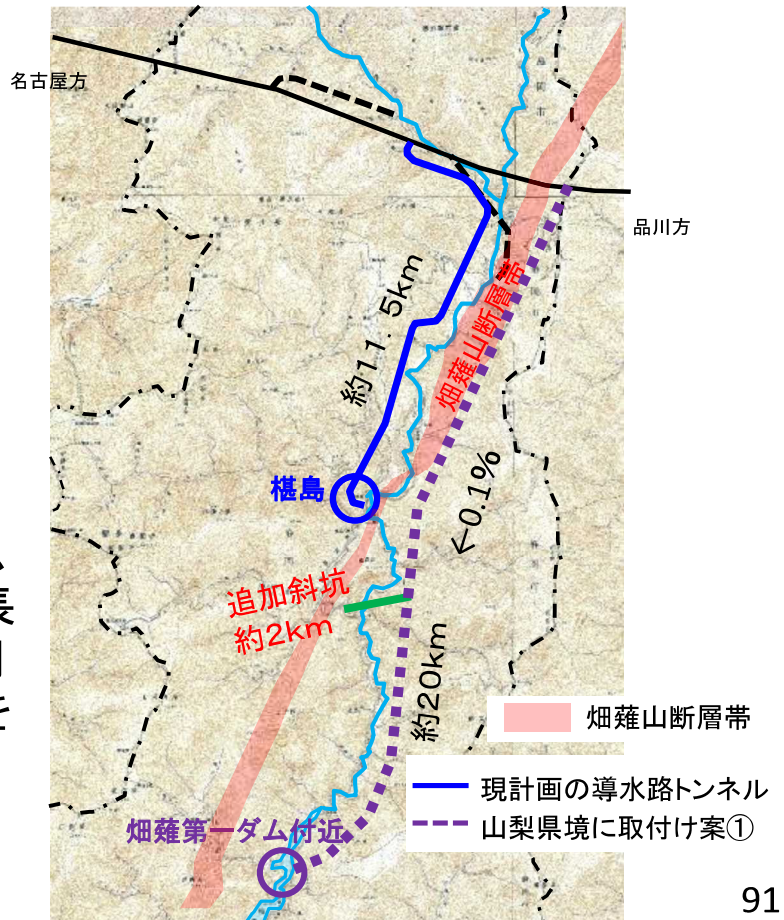 名古屋方
品川方
約11.5km
畑薙山断層帯
椹島
←0.1%
追加斜坑
約2km
約20km
長
畑薙山断層帯
現計画の導水路トンネル
畑薙第一ダム付近
山梨県境に取付け案①
91